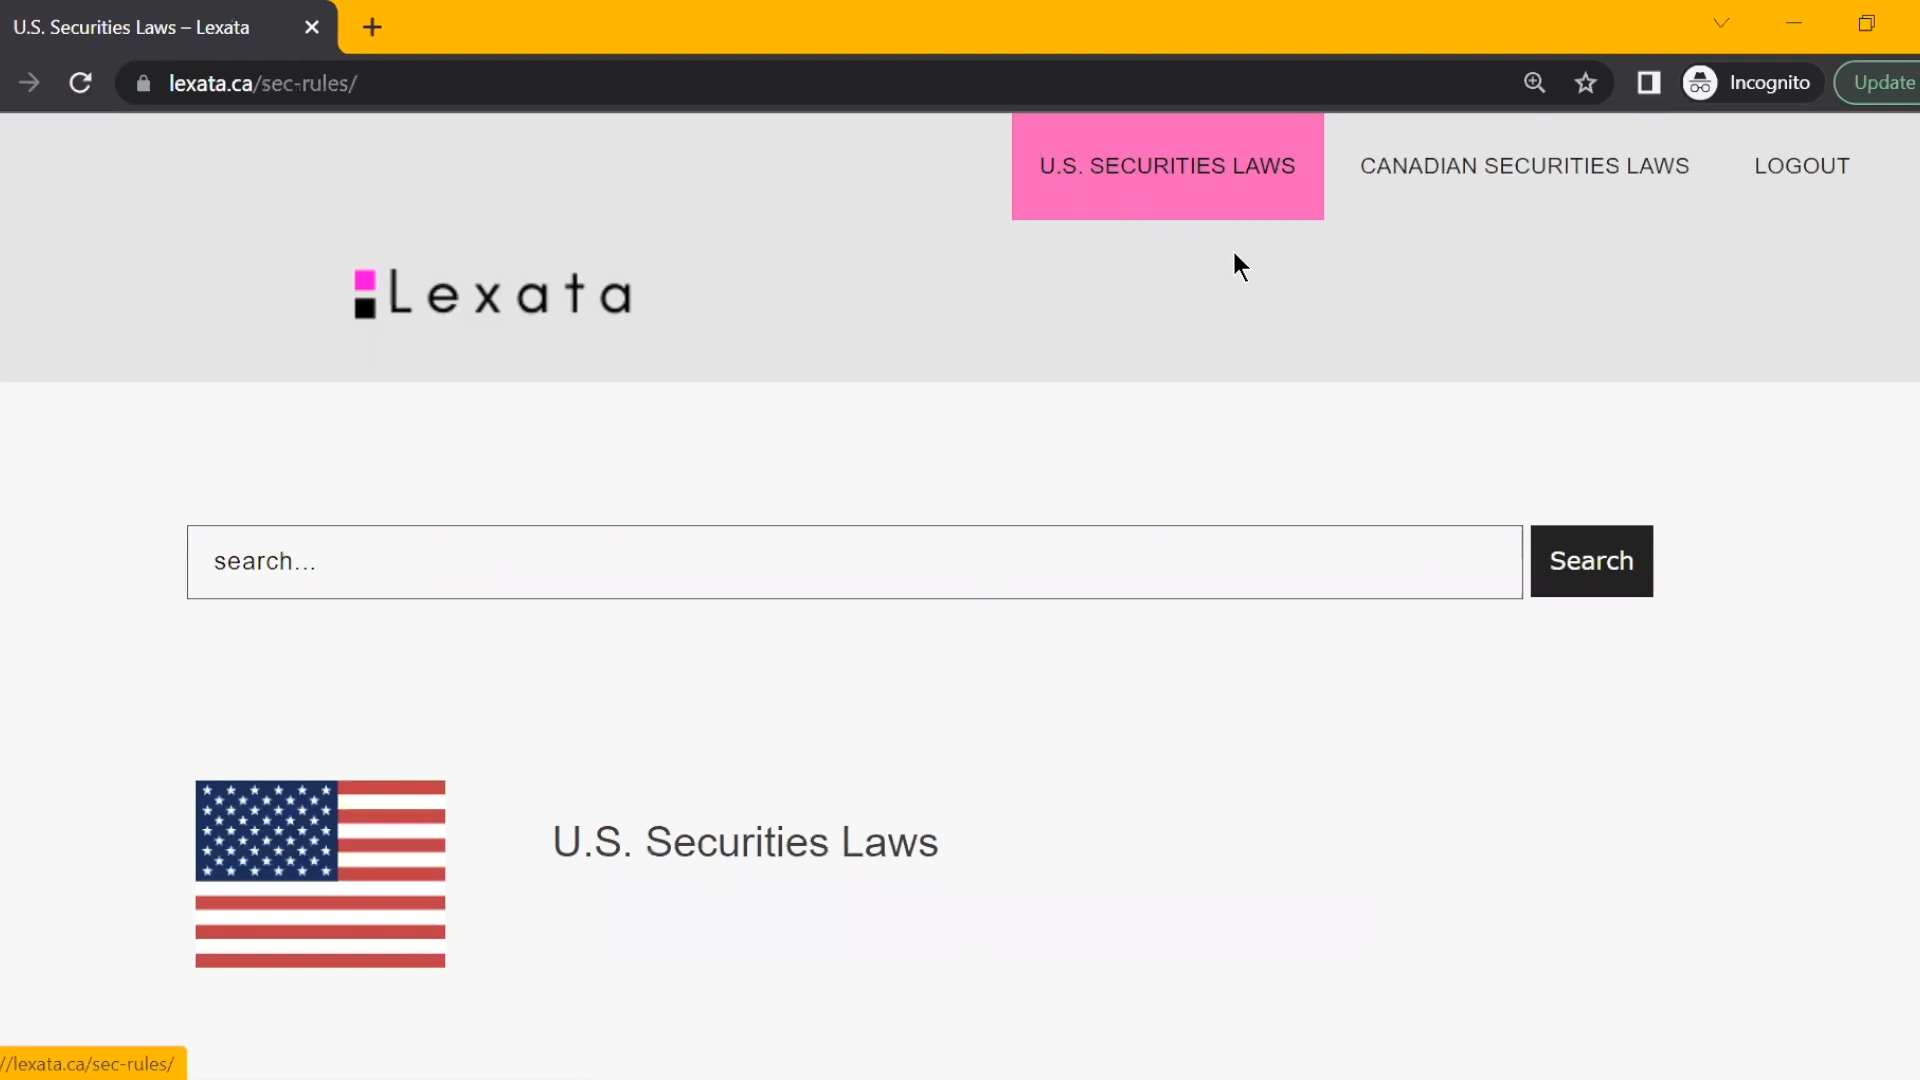 U.S. Securities Laws – Lexata
lexata.ca/sec-rules/
Incognito
Update
U.S. SECURITIES LAWS
CANADIAN SECURITIES LAWS
LOGOUT
Lexata
search...
Search
U.S. Securities Laws
//lexata.ca/sec-rules/